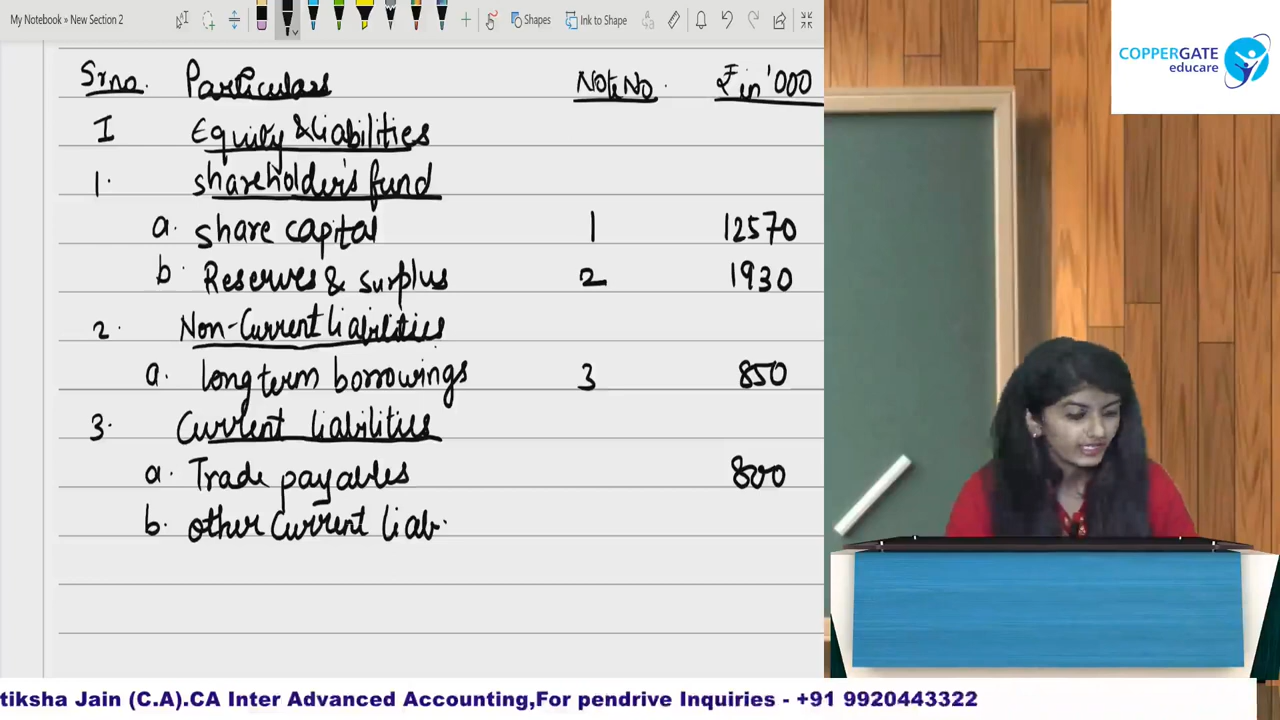 My Notebook » New Section 2
Shapes
Ink to Shape
COPPERGATE
educare
Sr no. Particulars Note No. ₹ in '000
I Equity & Liabilities
1. shareholder's fund
a. share capital 1 12570
b. Reserves & surplus 2 1930
2. Non-Current liabilities
a. long term borrowings 3 850
3. Current liabilities
a. Trade payables 800
b. other current liab.
tiksha Jain (C.A).CA Inter Advanced Accounting,For pendrive Inquiries - +91 9920443322